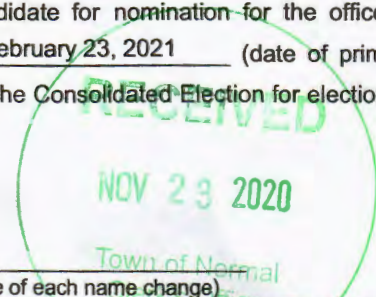 didate for nomination for the office
ebruary 23, 2021 (date of prim
he Consolidated Election for election
RECEIVED
NOV 23 2020
Town of Normal
e of each name change)